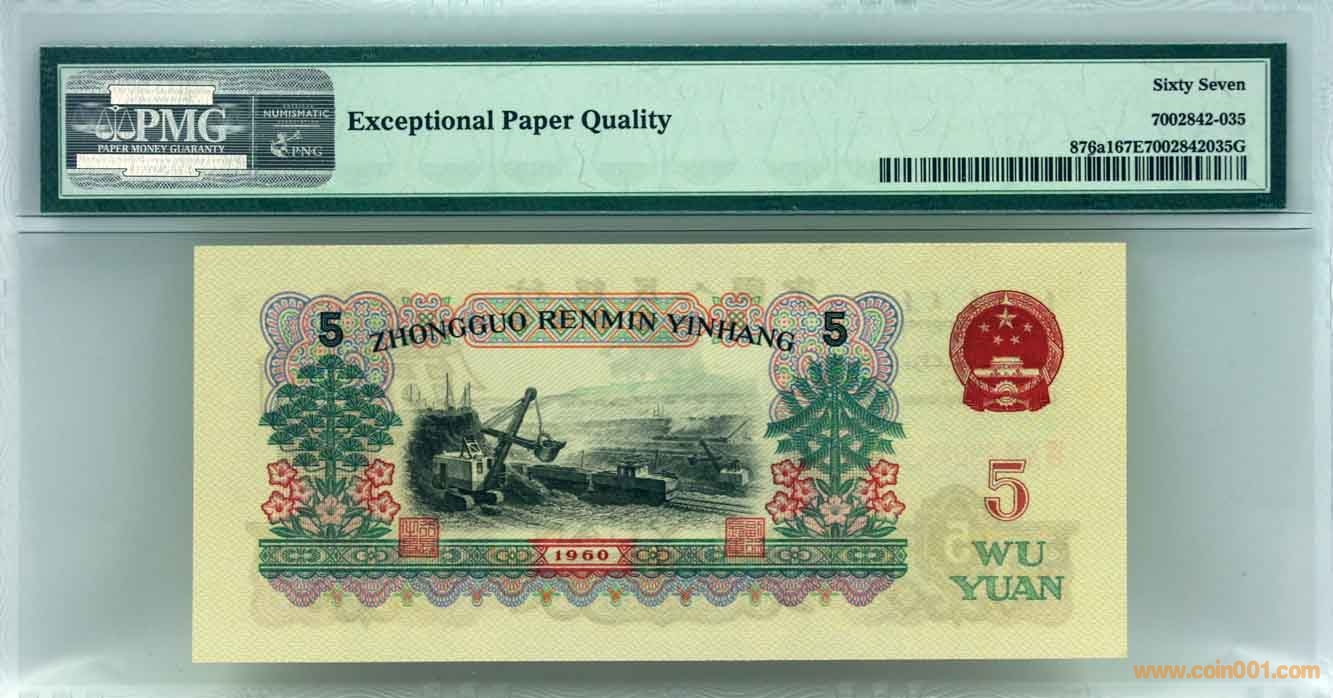 PMG
PAPER MONEY GUARANTY
NUMISMATIC
PNG
Exceptional Paper Quality
Sixty Seven
7002842-035
876a167E7002842035G
5 ZHONGGUO RENMIN YINHANG 5
1960
5
WU
YUAN
www.coin001.com